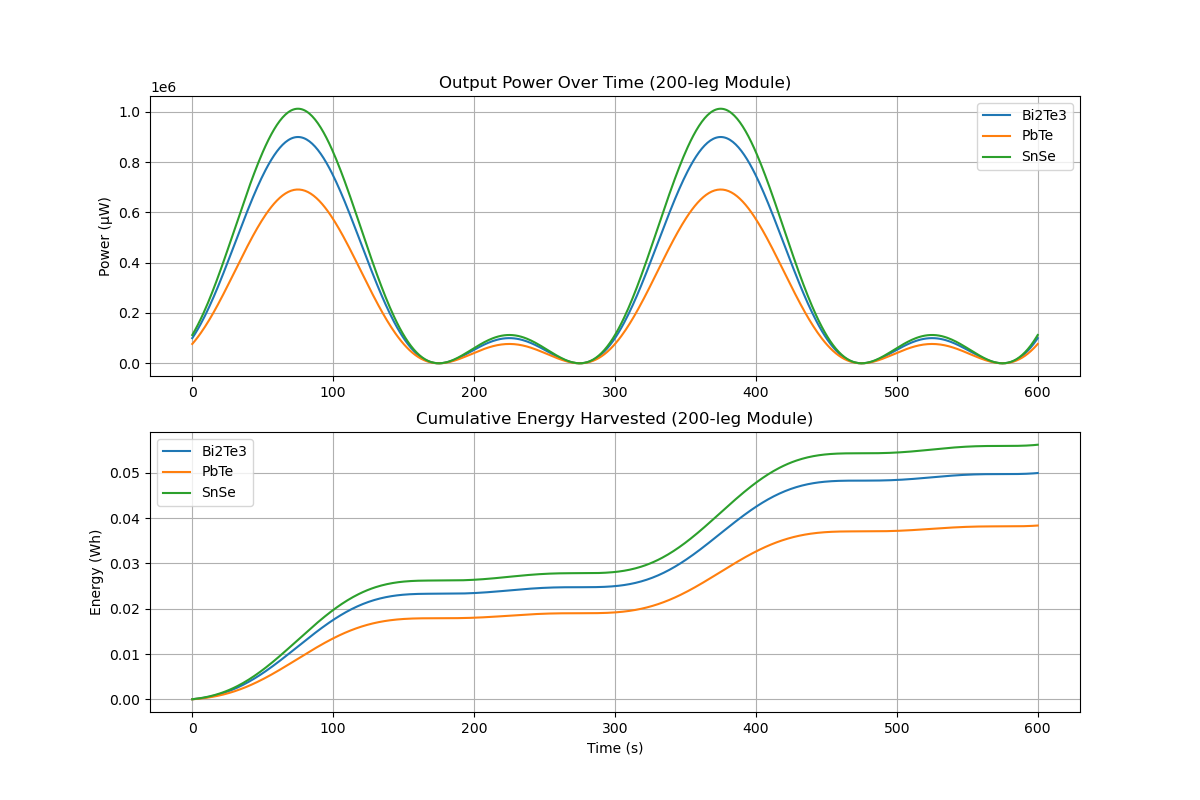 Output Power Over Time (200-leg Module)
1e6
Power (µW)
1.0
0.8
0.6
0.4
0.2
0.0
Bi2Te3
PbTe
SnSe
0 100 200 300 400 500 600
Cumulative Energy Harvested (200-leg Module)
Energy (Wh)
0.05
0.04
0.03
0.02
0.01
0.00
Bi2Te3
PbTe
SnSe
0 100 200 300 400 500 600
Time (s)